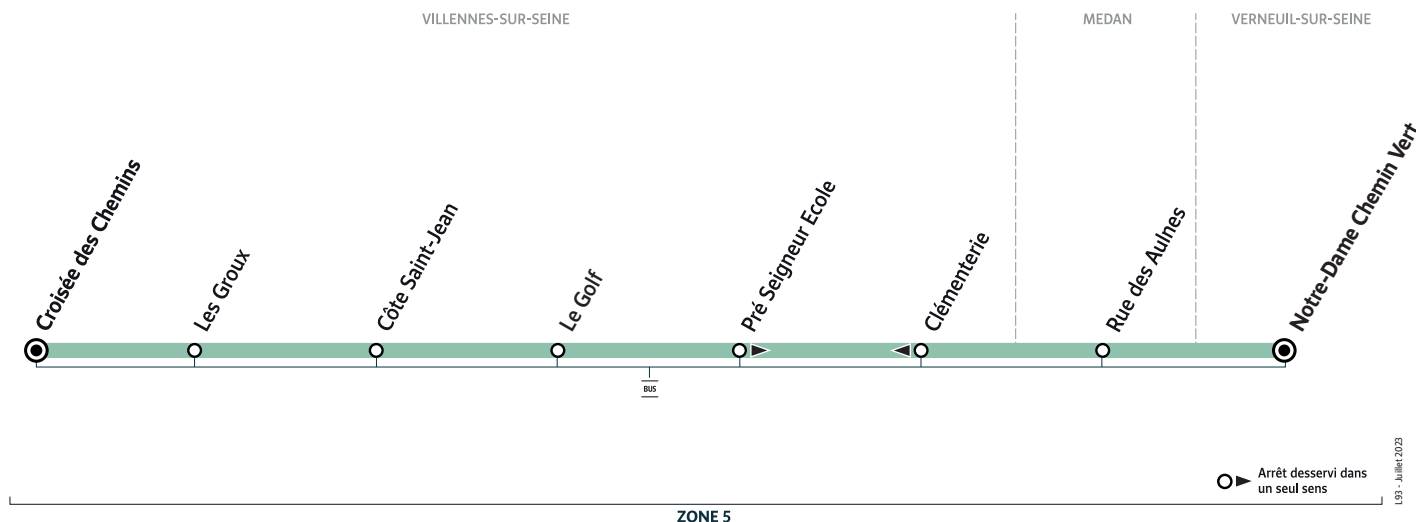 VILLENNES-SUR-SEINE
MEDAN
VERNEUIL-SUR-SEINE
Croisée des Chemins
Les Groux
Côte Saint-Jean
Le Golf
Pré Seigneur Ecole
Clémenterie
Rue des Aulnes
Notre-Dame Chemin Vert
BUS
Arrêt desservi dans
un seul sens
L93 - Juillet 2023
ZONE 5